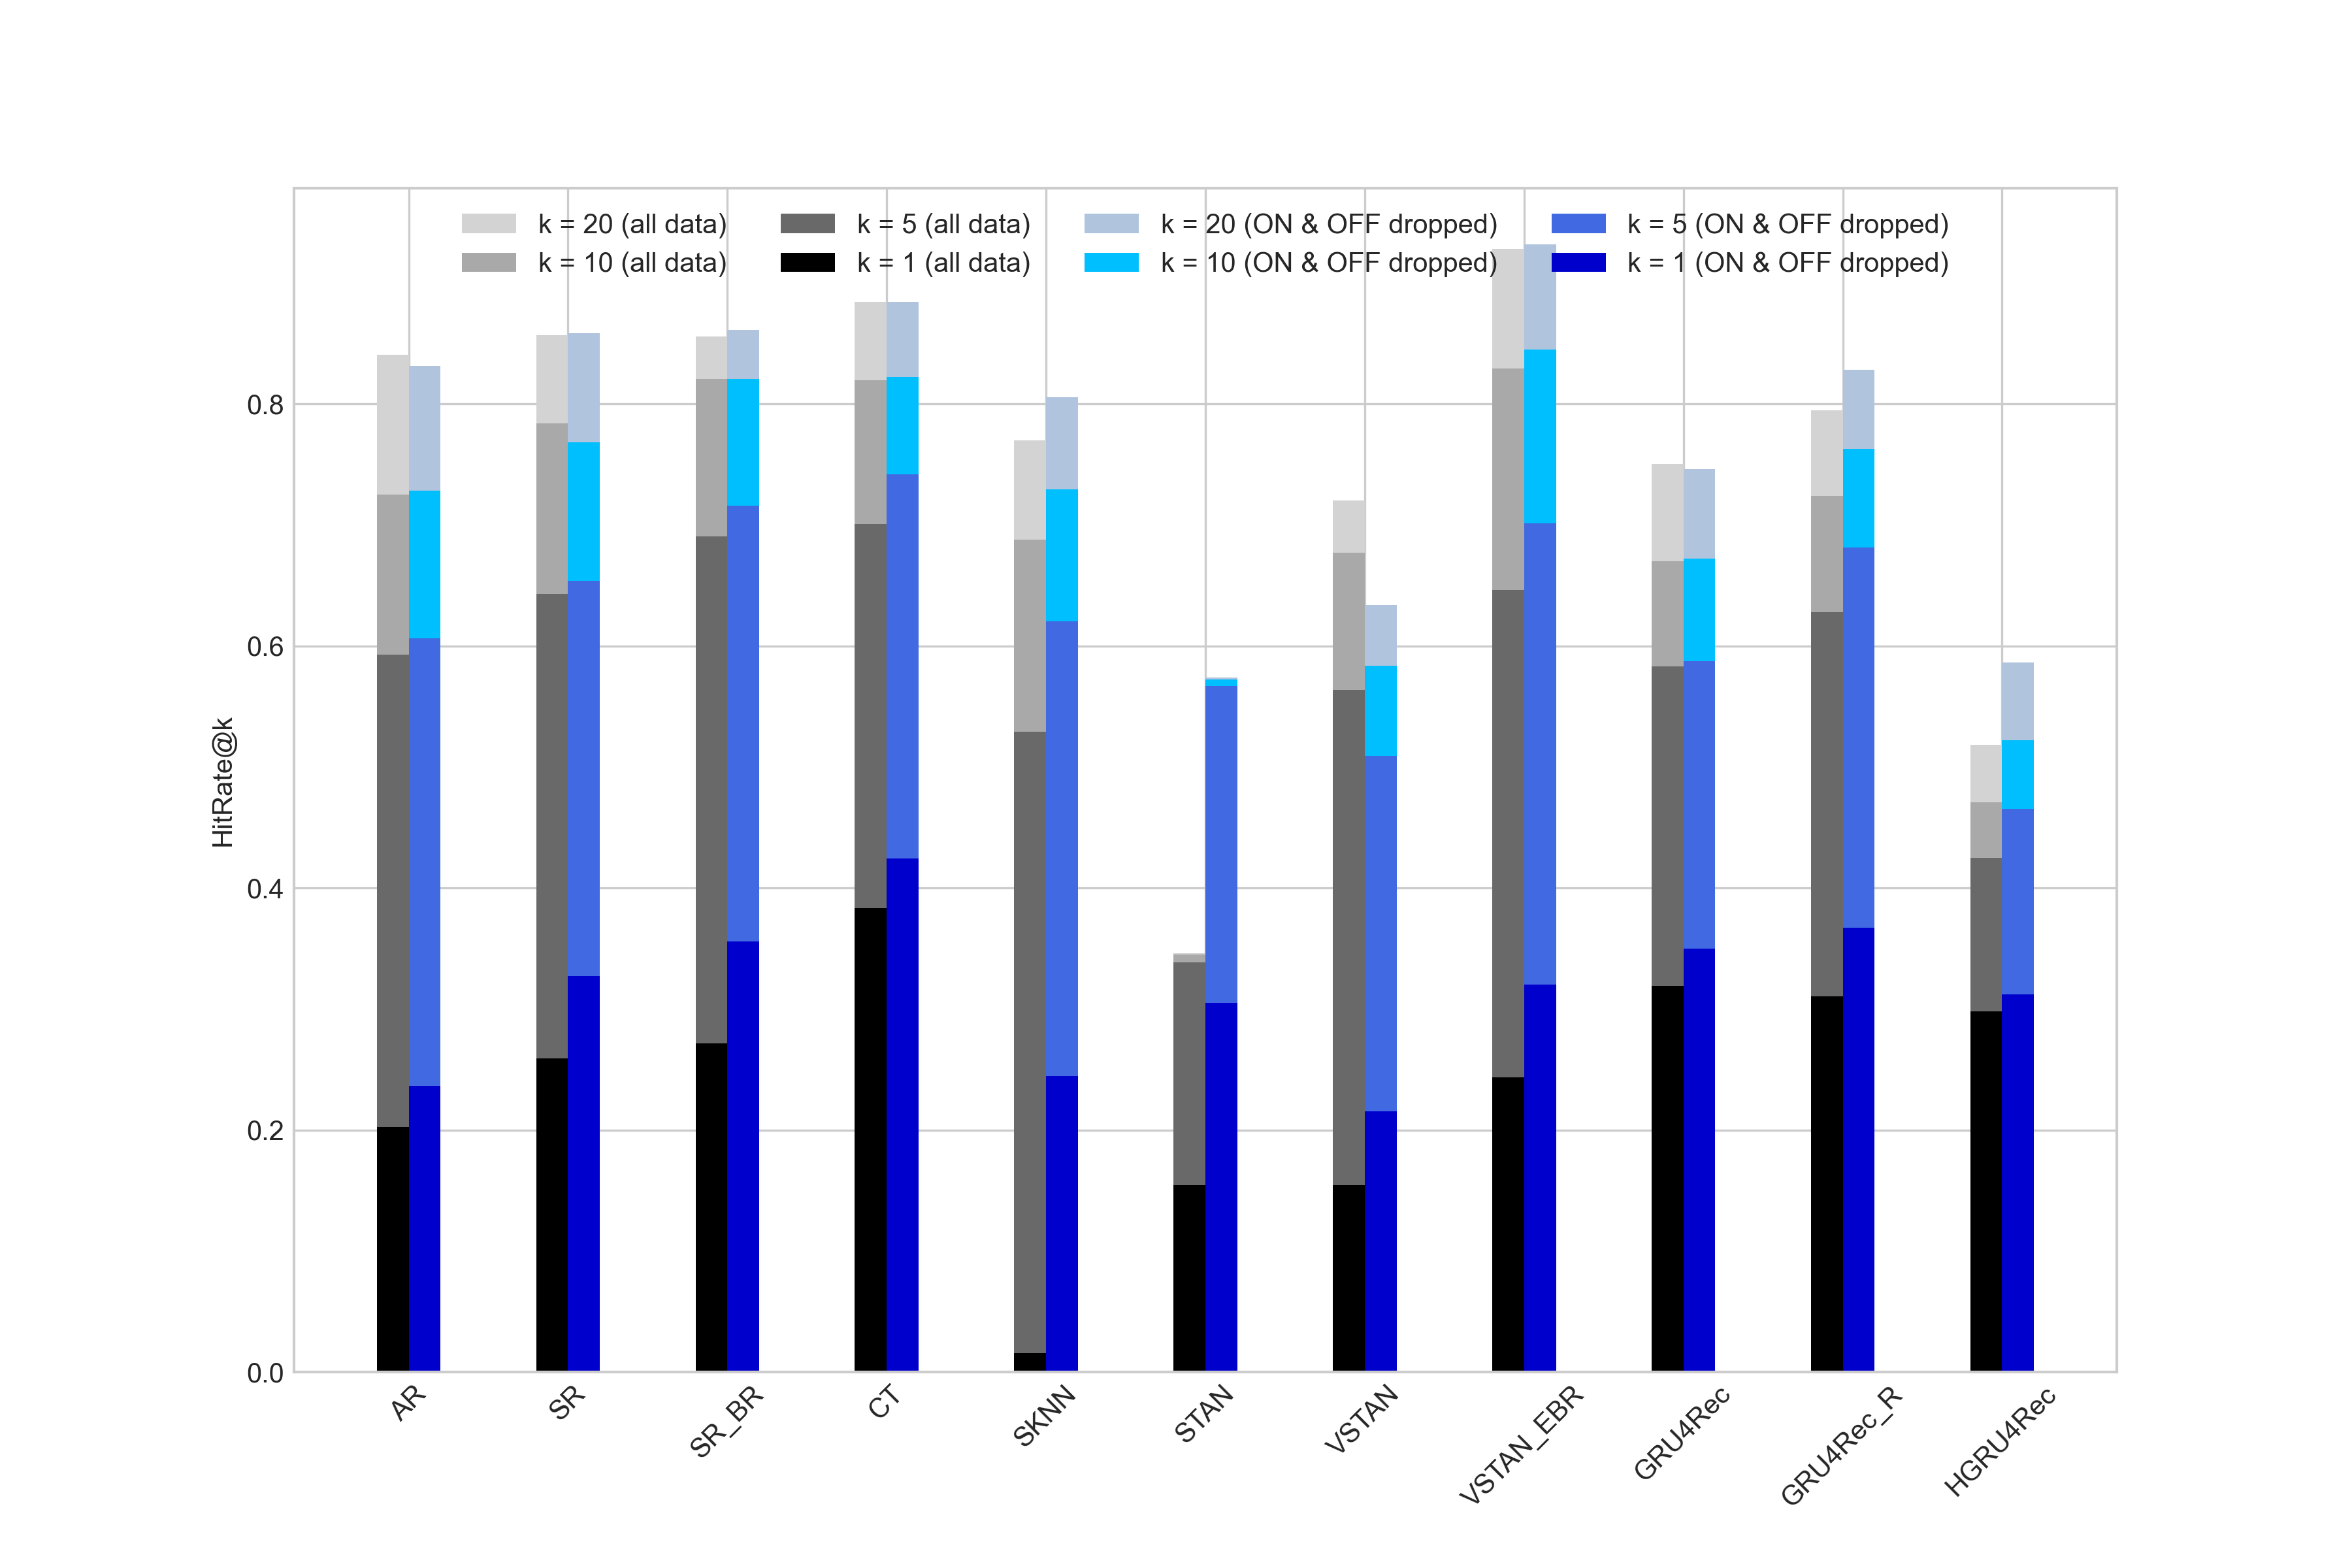 k = 20 (all data) k = 5 (all data) k = 20 (ON & OFF dropped) k = 5 (ON & OFF dropped)
k = 10 (all data) k = 1 (all data) k = 10 (ON & OFF dropped) k = 1 (ON & OFF dropped)
0.8
0.6
0.4
0.2
0.0
HitRate@k
AR SR SR_BR CT SKNN STAN VSTAN VSTAN_EBR GRU4Rec GRU4Rec_R HGRU4Rec